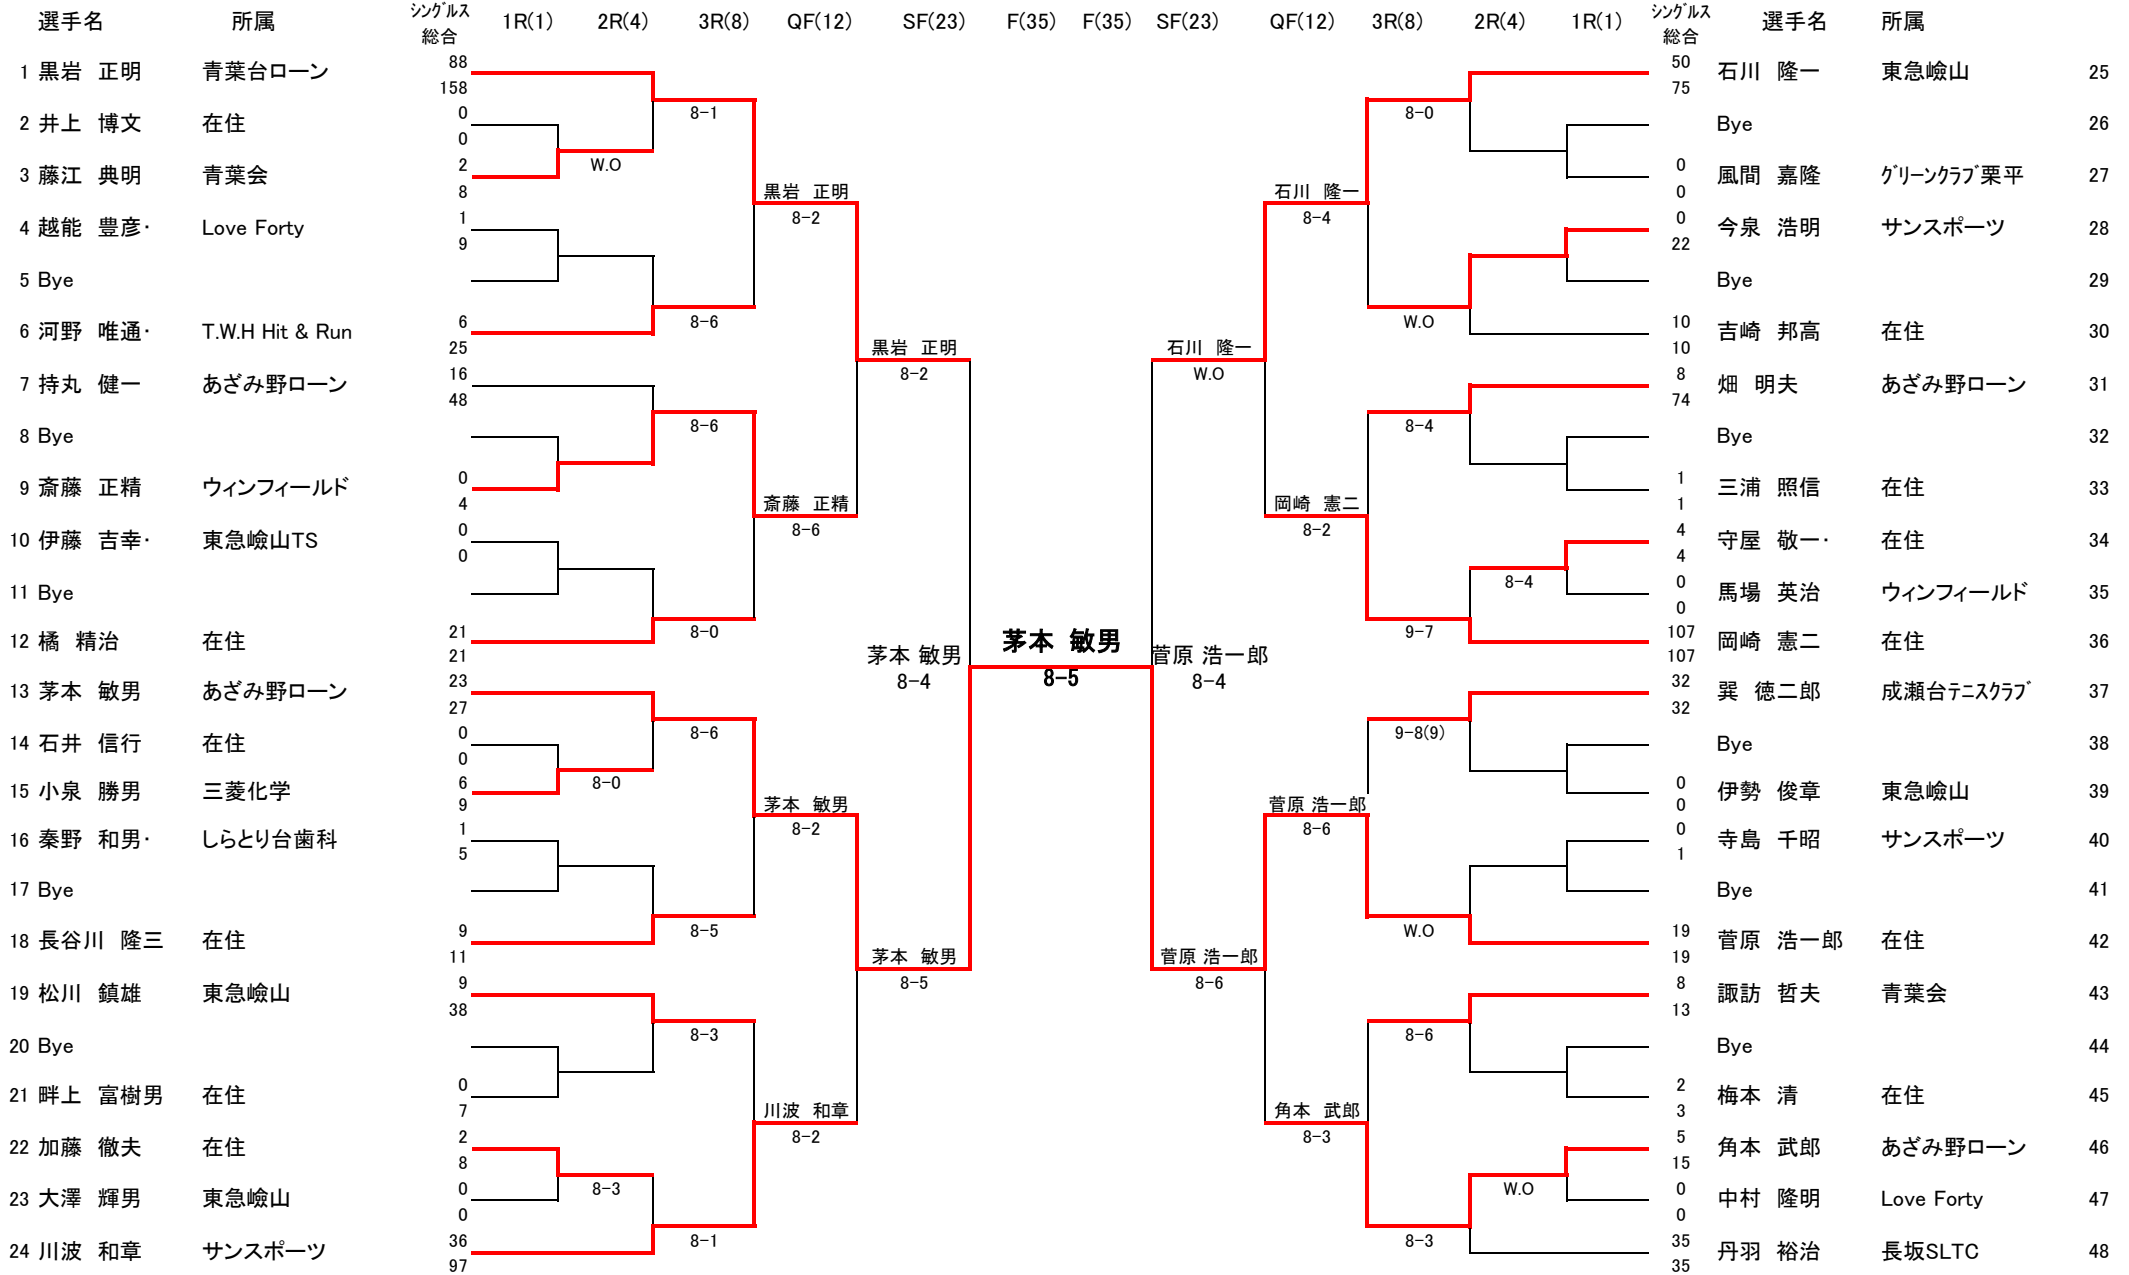 選手名 所属 シングルス総合 1R(1) 2R(4) 3R(8) QF(12) SF(23) F(35) F(35) SF(23) QF(12) 3R(8) 2R(4) 1R(1) シングルス総合 選手名 所属
88 50
1 黒岩 正明 青葉台ローン 石川 隆一 東急嶮山 25
158 75
0 8-1 8-0
2 井上 博文 在住 Bye 26
0
2 W.O 0
3 藤江 典明 青葉会 風間 嘉隆 グリーンクラブ栗平 27
8 黒岩 正明 石川 隆一 0
1 8-2 8-4 0
4 越能 豊彦・ Love Forty 今泉 浩明 サンスポーツ 28
9 22
5 Bye Bye 29
6 8-6 W.O 10
6 河野 唯通・ T.W.H Hit & Run 吉崎 邦高 在住 30
25 黒岩 正明 石川 隆一 10
16 8-2 W.O 8
7 持丸 健一 あざみ野ローン 畑 明夫 あざみ野ローン 31
48 74
8-6 8-4
8 Bye Bye 32
0 1
9 斎藤 正精 ウィンフィールド 三浦 照信 在住 33
4 斎藤 正精 岡崎 憲二 1
0 8-6 8-2 4
10 伊藤 吉幸・ 東急嶮山TS 守屋 敬一・ 在住 34
0 4
8-4 0
11 Bye 馬場 英治 ウィンフィールド 35
0
21 8-0 9-7 107
12 橘 精治 在住 茅本 敏男 岡崎 憲二 在住 36
21 茅本 敏男 菅原 浩一郎 107
23 8-4 8-5 8-4 32
13 茅本 敏男 あざみ野ローン 巽 徳二郎 成瀬台テニスクラブ 37
27 32
0 8-6 9-8(9)
14 石井 信行 在住 Bye 38
0
6 8-0 0
15 小泉 勝男 三菱化学 伊勢 俊章 東急嶮山 39
9 茅本 敏男 菅原 浩一郎 0
1 8-2 8-6 0
16 秦野 和男・ しらとり台歯科 寺島 千昭 サンスポーツ 40
5 1
17 Bye Bye 41
9 8-5 W.O 19
18 長谷川 隆三 在住 菅原 浩一郎 在住 42
11 茅本 敏男 菅原 浩一郎 19
9 8-5 8-6 8
19 松川 鎮雄 東急嶮山 諏訪 哲夫 青葉会 43
38 13
8-3 8-6
20 Bye Bye 44
0 2
21 畔上 富樹男 在住 梅本 清 在住 45
7 川波 和章 角本 武郎 3
2 8-2 8-3 5
22 加藤 徹夫 在住 角本 武郎 あざみ野ローン 46
8 15
0 8-3 W.O 0
23 大澤 輝男 東急嶮山 中村 隆明 Love Forty 47
0 0
36 8-1 8-3 35
24 川波 和章 サンスポーツ 丹羽 裕治 長坂SLTC 48
97 35